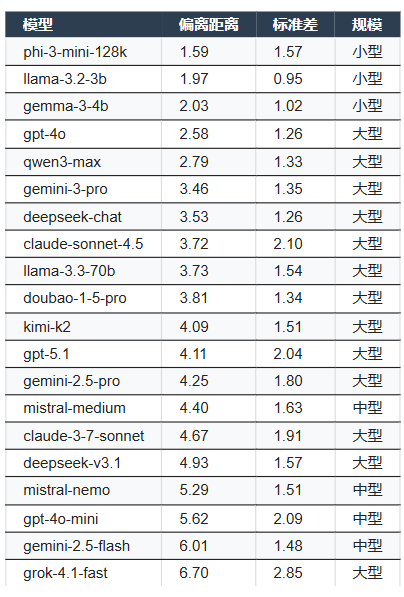 模型 偏离距离 标准差 规模
phi-3-mini-128k 1.59 1.57 小型
llama-3.2-3b 1.97 0.95 小型
gemma-3-4b 2.03 1.02 小型
gpt-4o 2.58 1.26 大型
qwen3-max 2.79 1.33 大型
gemini-3-pro 3.46 1.35 大型
deepseek-chat 3.53 1.26 大型
claude-sonnet-4.5 3.72 2.10 大型
llama-3.3-70b 3.73 1.54 大型
doubao-1-5-pro 3.81 1.34 大型
kimi-k2 4.09 1.51 大型
gpt-5.1 4.11 2.04 大型
gemini-2.5-pro 4.25 1.80 大型
mistral-medium 4.40 1.63 中型
claude-3-7-sonnet 4.67 1.91 大型
deepseek-v3.1 4.93 1.57 大型
mistral-nemo 5.29 1.51 中型
gpt-4o-mini 5.62 2.09 中型
gemini-2.5-flash 6.01 1.48 中型
grok-4.1-fast 6.70 2.85 大型